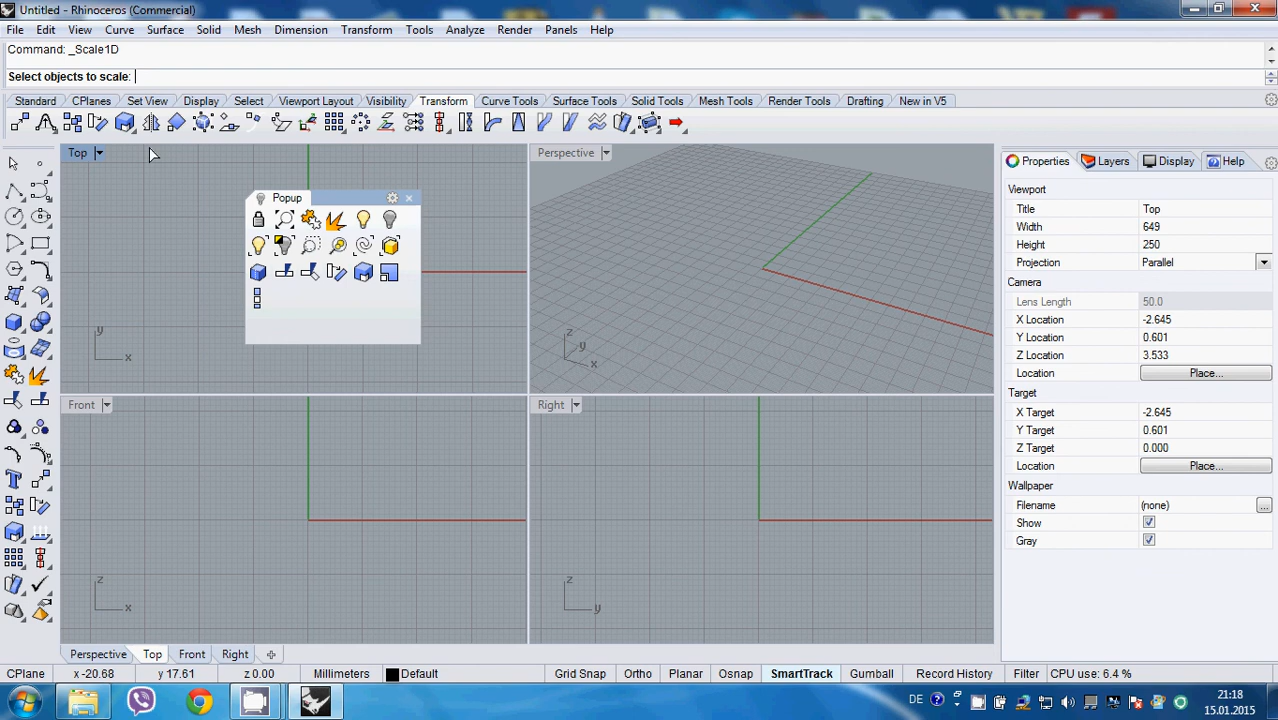 Untitled - Rhinoceros (Commercial)
File Edit View Curve Surface Solid Mesh Dimension Transform Tools Analyze Render Panels Help
Command: _Scale1D
Select objects to scale:
Standard CPlanes Set View Display Select Viewport Layout Visibility Transform Curve Tools Surface Tools Solid Tools Mesh Tools Render Tools Drafting New in V5
Top
Perspective
Popup
y
x
z
y
x
Front
Right
z
x
z
y
Properties Layers Display Help
Viewport
Title Top
Width 649
Height 250
Projection Parallel
Camera
Lens Length 50.0
X Location -2.645
Y Location 0.601
Z Location 3.533
Location Place...
Target
X Target -2.645
Y Target 0.601
Z Target 0.000
Location Place...
Wallpaper
Filename (none) ...
Show
Gray
Perspective Top Front Right
CPlane x -20.68 y 17.61 z 0.00 Millimeters Default Grid Snap Ortho Planar Osnap SmartTrack Gumball Record History Filter CPU use: 6.4 %
DE
21:18
15.01.2015